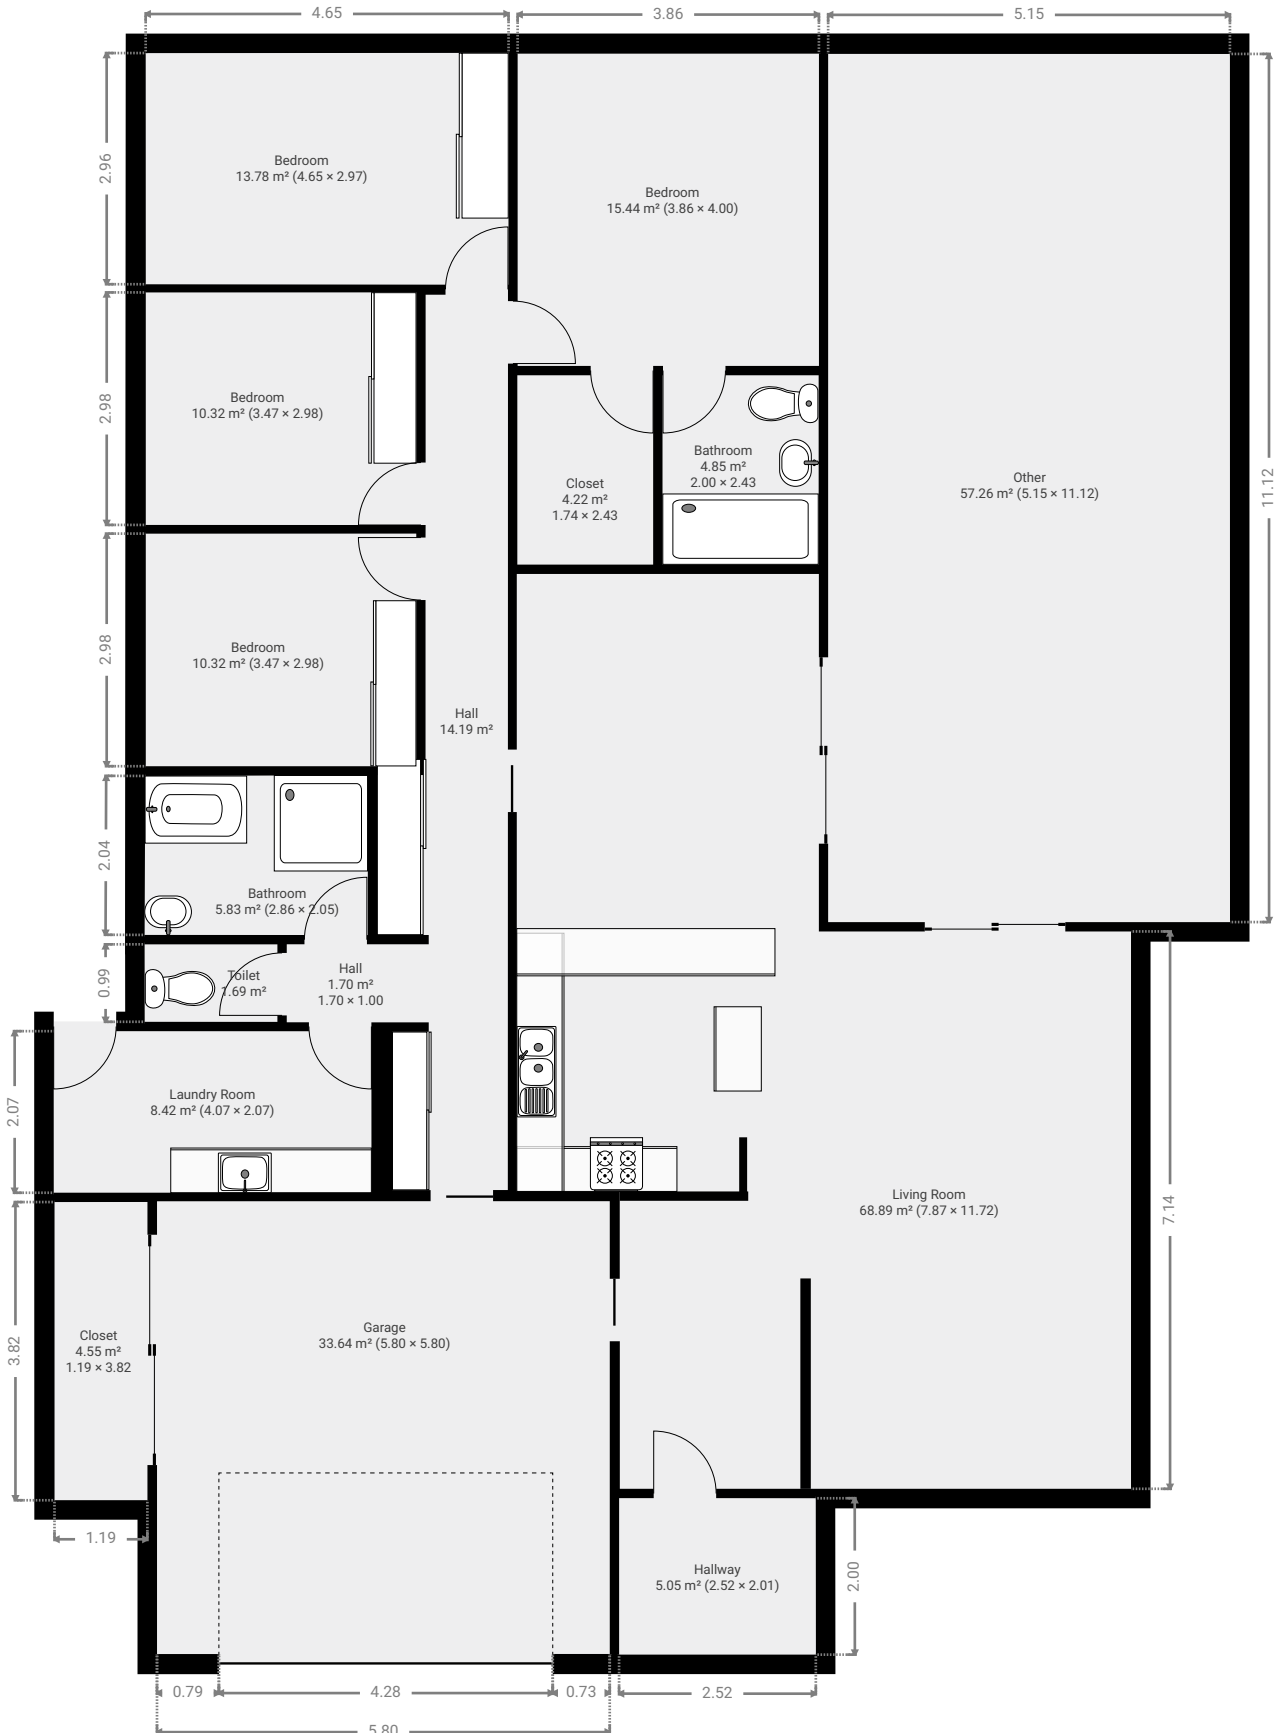 4.65
3.86
5.15
2.96
Bedroom
13.78 m² (4.65 × 2.97)
Bedroom
15.44 m² (3.86 × 4.00)
2.98
Bedroom
10.32 m² (3.47 × 2.98)
Closet
4.22 m²
1.74 × 2.43
Bathroom
4.85 m²
2.00 × 2.43
Other
57.26 m² (5.15 × 11.12)
11.12
2.98
Bedroom
10.32 m² (3.47 × 2.98)
Hall
14.19 m²
2.04
Bathroom
5.83 m² (2.86 × 2.05)
0.99
Toilet
1.69 m²
Hall
1.70 m²
1.70 × 1.00
2.07
Laundry Room
8.42 m² (4.07 × 2.07)
Living Room
68.89 m² (7.87 × 11.72)
7.14
3.82
Closet
4.55 m²
1.19 × 3.82
Garage
33.64 m² (5.80 × 5.80)
1.19
Hallway
5.05 m² (2.52 × 2.01)
2.00
0.79
4.28
0.73
2.52
5.80